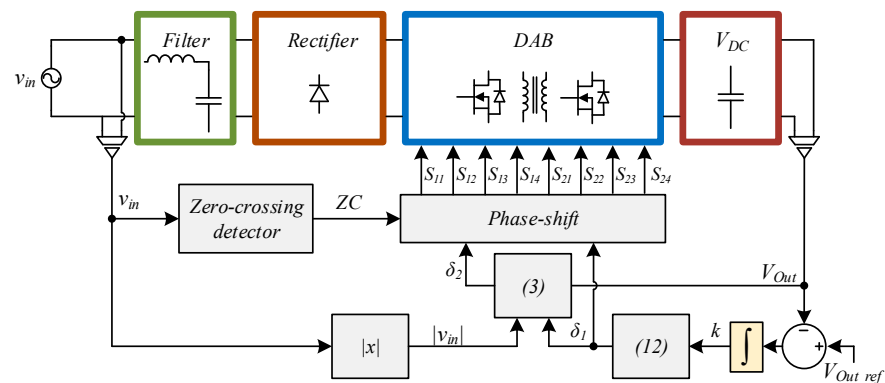 Filter
Rectifier
DAB
V_DC
v_in
S_11 S_12 S_13 S_14 S_21 S_22 S_23 S_24
v_in
Zero-crossing
detector
ZC
Phase-shift
δ_2
(3)
V_Out
|x|
|v_in|
δ_1
(12)
k
∫
−
+
V_Out ref